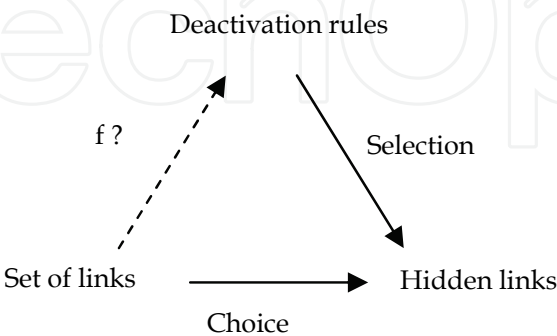 Deactivation rules
f ?
Selection
Set of links
Hidden links
Choice